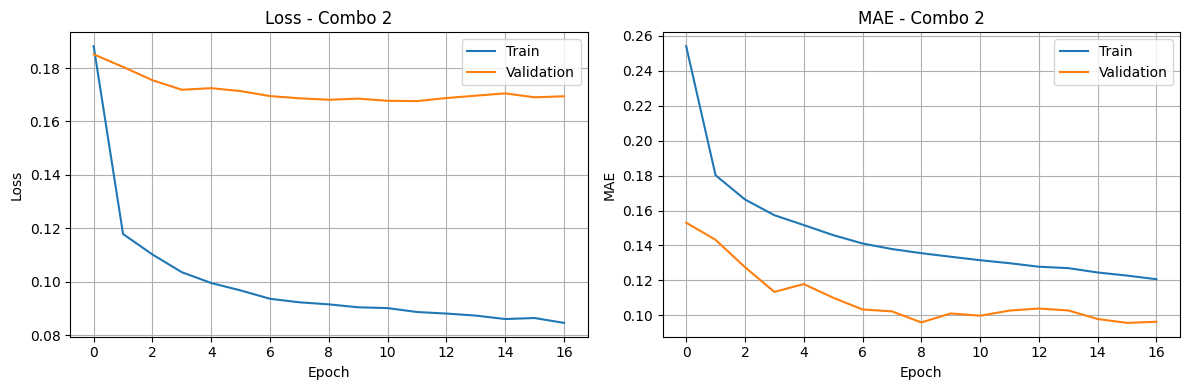 Loss - Combo 2
Train
Validation
Loss
0.18
0.16
0.14
0.12
0.10
0.08
0 2 4 6 8 10 12 14 16
Epoch
MAE - Combo 2
Train
Validation
MAE
0.26
0.24
0.22
0.20
0.18
0.16
0.14
0.12
0.10
0 2 4 6 8 10 12 14 16
Epoch